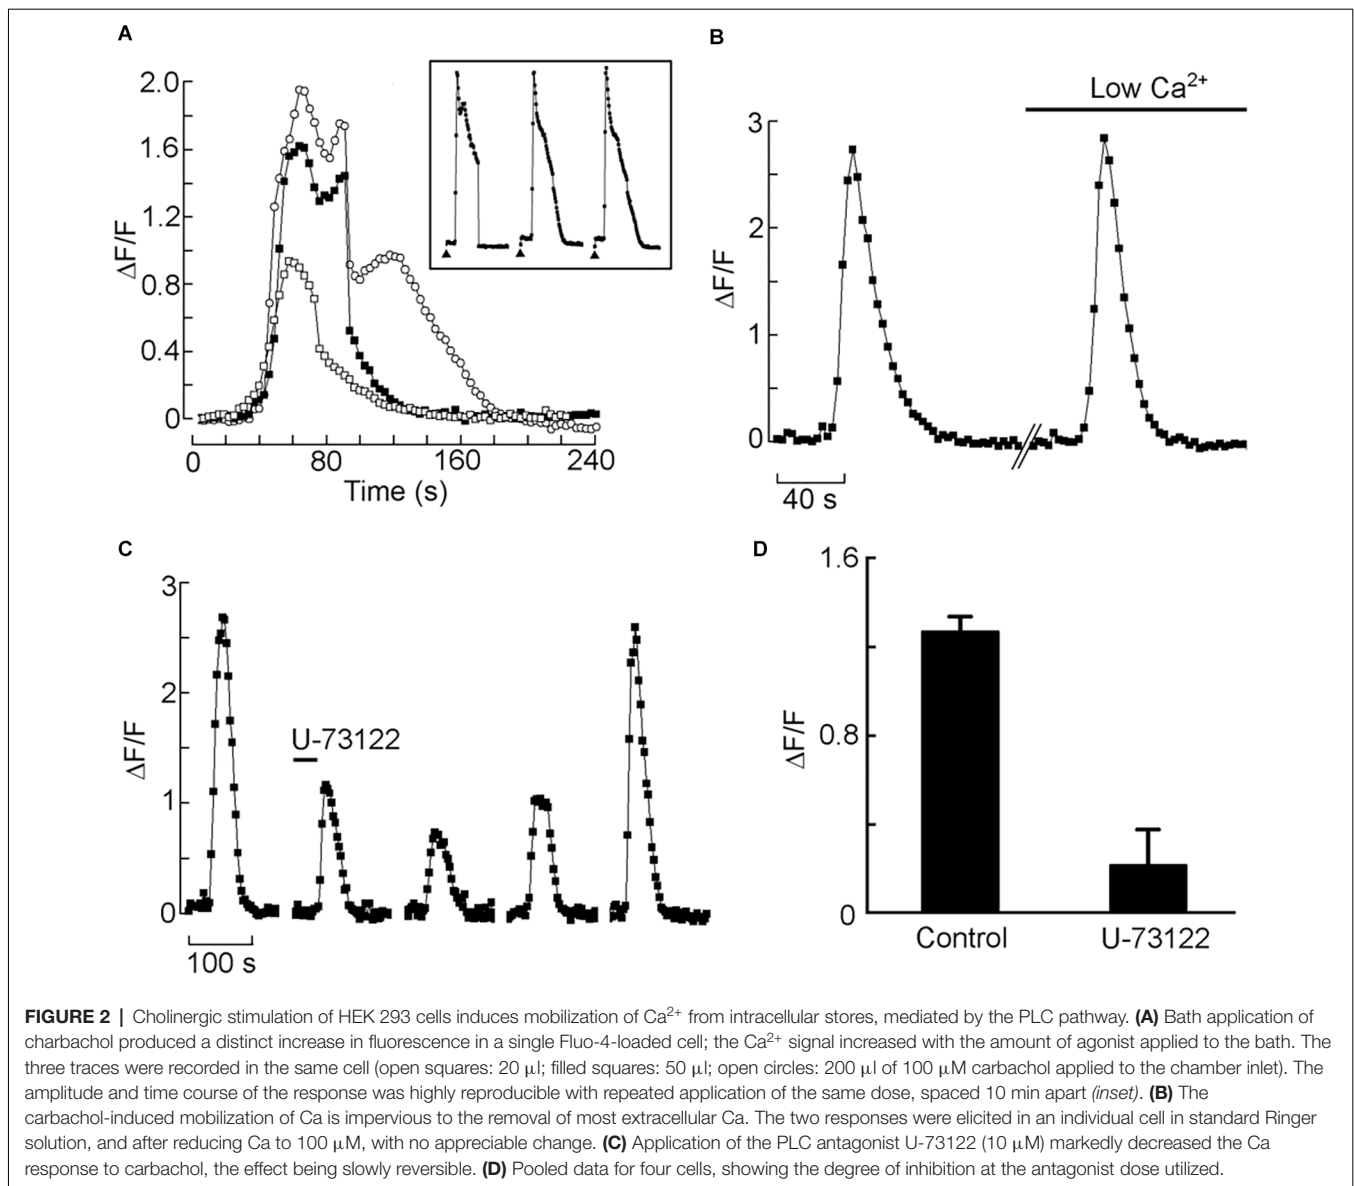 A
2.0
1.6
1.2
0.8
0.4
0
ΔF/F
0 80 160 240
Time (s)
B
Low Ca2+
3
2
1
0
ΔF/F
40 s
C
3
2
1
0
ΔF/F
U-73122
100 s
D
1.6
0.8
0
ΔF/F
Control U-73122
FIGURE 2 | Cholinergic stimulation of HEK 293 cells induces mobilization of Ca2+ from intracellular stores, mediated by the PLC pathway. (A) Bath application of
charbachol produced a distinct increase in fluorescence in a single Fluo-4-loaded cell; the Ca2+ signal increased with the amount of agonist applied to the bath. The
three traces were recorded in the same cell (open squares: 20 μl; filled squares: 50 μl; open circles: 200 μl of 100 μM carbachol applied to the chamber inlet). The
amplitude and time course of the response was highly reproducible with repeated application of the same dose, spaced 10 min apart (inset). (B) The
carbachol-induced mobilization of Ca is impervious to the removal of most extracellular Ca. The two responses were elicited in an individual cell in standard Ringer
solution, and after reducing Ca to 100 μM, with no appreciable change. (C) Application of the PLC antagonist U-73122 (10 μM) markedly decreased the Ca
response to carbachol, the effect being slowly reversible. (D) Pooled data for four cells, showing the degree of inhibition at the antagonist dose utilized.